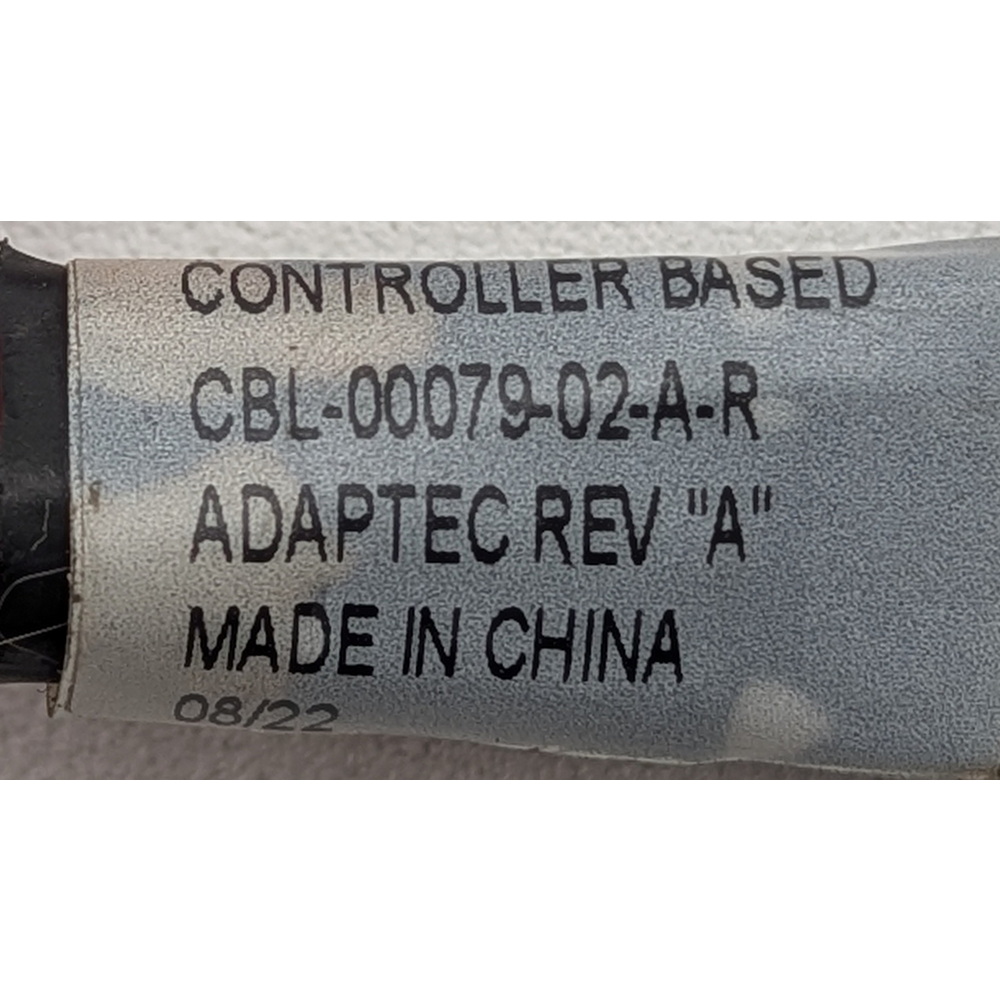 CONTROLLER BASED
CBL-00079-02-A-R
ADAPTEC REV "A"
MADE IN CHINA
08/22